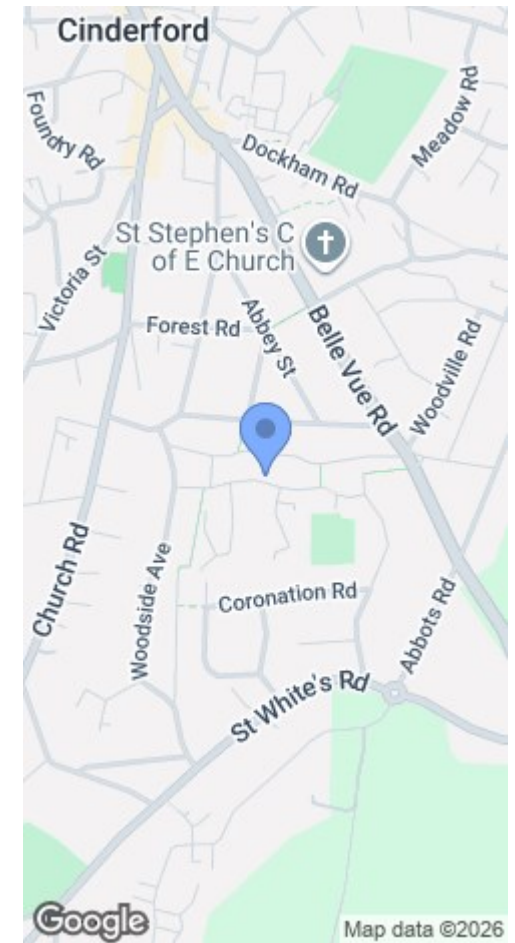 Cinderford
Foundry Rd
Meadow Rd
Dockham Rd
St Stephen's C
of E Church
Victoria St
Forest Rd
Abbey St
Belle Vue Rd
Woodville Rd
Church Rd
Woodside Ave
Coronation Rd
Abbots Rd
St White's Rd
Google
Map data ©2026